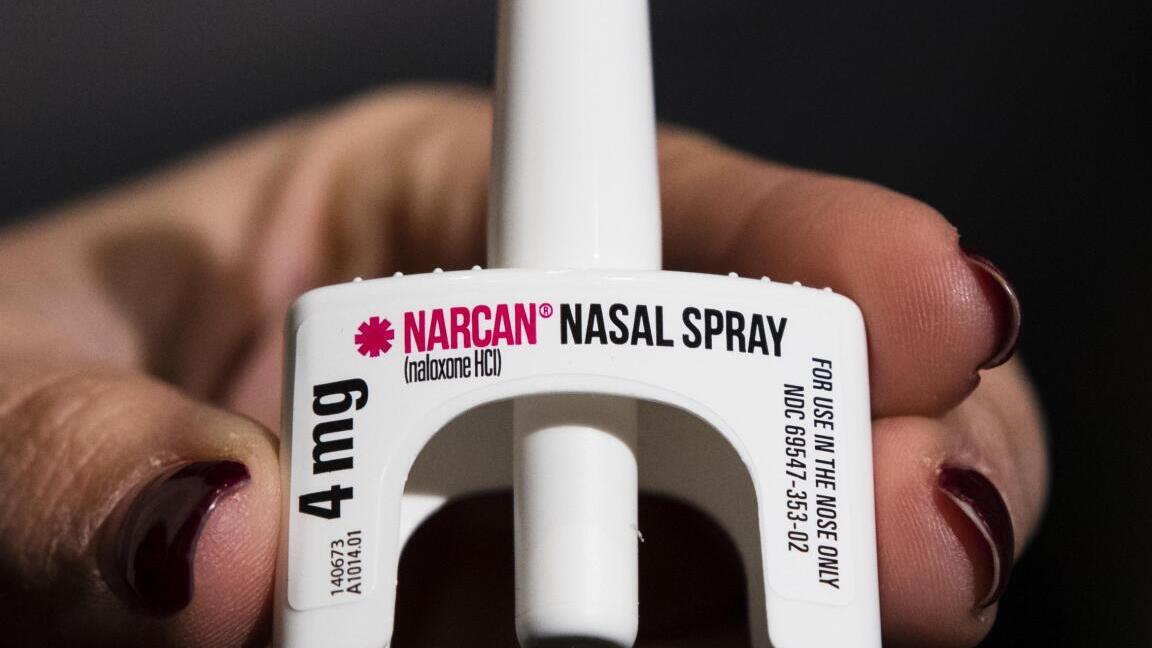 NARCAN® NASAL SPRAY
(naloxone HCl)
4 mg
140673
A1014.01
FOR USE IN THE NOSE ONLY
NDC 69547-353-02